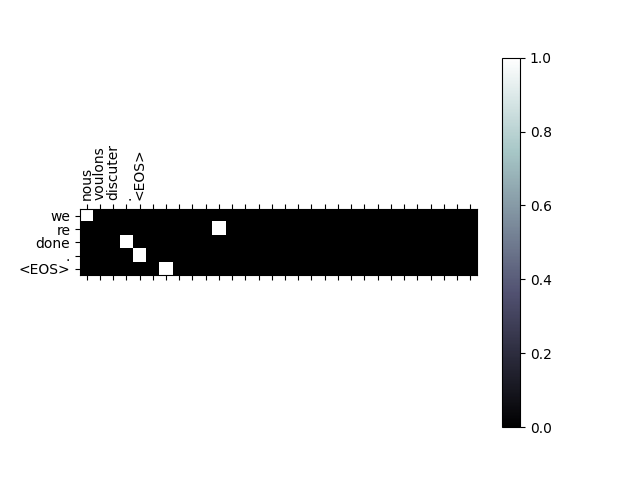 nous
voulons
discuter
.
<EOS>
we
re
done
.
<EOS>
1.0
0.8
0.6
0.4
0.2
0.0